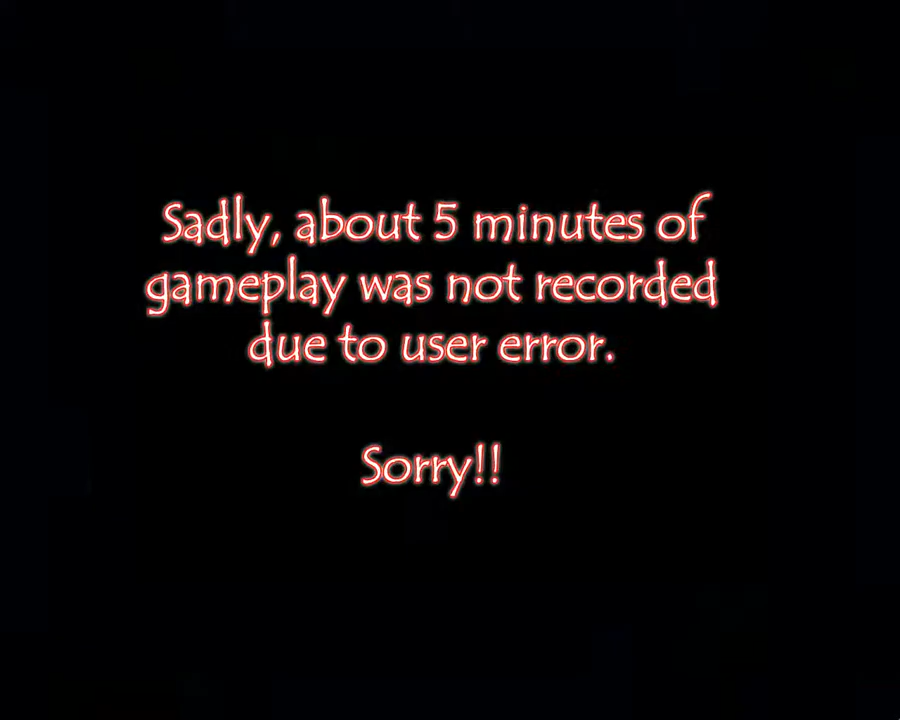 Sadly, about 5 minutes of
gameplay was not recorded
due to user error.
Sorry!!